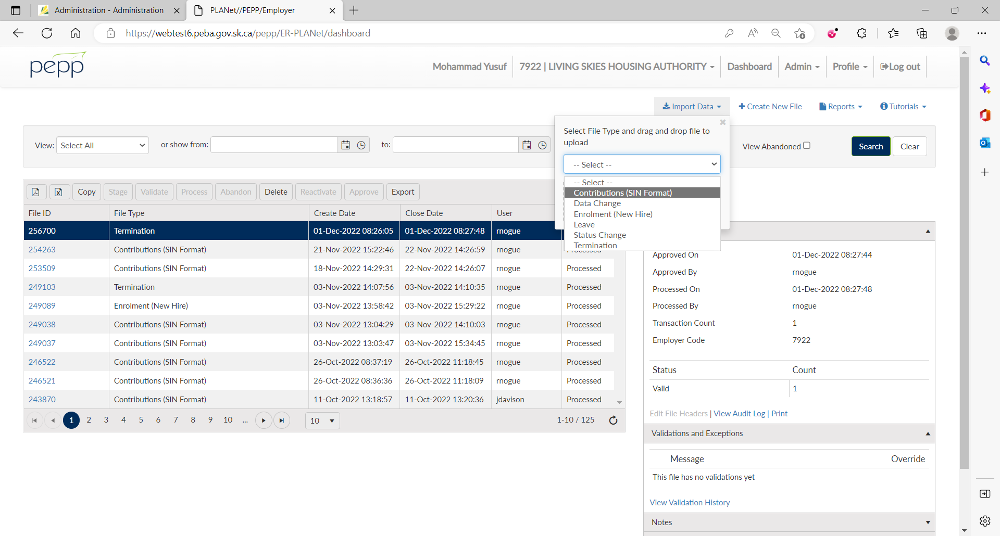 Administration - Administration
PLANet//PEPP/Employer
https://webtest6.peba.gov.sk.ca/pepp/ER-PLANet/dashboard
pepp
Mohammad Yusuf
7922 | LIVING SKIES HOUSING AUTHORITY
Dashboard
Admin
Profile
Log out
Import Data
Create New File
Reports
Tutorials
View: Select All
or show from:
to:
View Abandoned
Search
Clear
Select File Type and drag and drop file to
upload
-- Select --
-- Select --
Contributions (SIN Format)
Data Change
Enrolment (New Hire)
Leave
Status Change
Termination
Copy Stage Validate Process Abandon Delete Reactivate Approve Export
File ID File Type Create Date Close Date User
256700 Termination 01-Dec-2022 08:26:05 01-Dec-2022 08:27:48 rnogue
254263 Contributions (SIN Format) 21-Nov-2022 15:22:46 22-Nov-2022 14:26:59 rnogue
253509 Contributions (SIN Format) 18-Nov-2022 14:29:31 22-Nov-2022 14:26:07 rnogue Processed
249103 Termination 03-Nov-2022 14:07:56 03-Nov-2022 14:10:35 rnogue Processed
249089 Enrolment (New Hire) 03-Nov-2022 13:58:42 03-Nov-2022 15:29:22 rnogue Processed
249038 Contributions (SIN Format) 03-Nov-2022 13:04:29 03-Nov-2022 14:10:03 rnogue Processed
249037 Contributions (SIN Format) 03-Nov-2022 13:03:47 03-Nov-2022 15:34:45 rnogue Processed
246522 Contributions (SIN Format) 26-Oct-2022 08:37:19 26-Oct-2022 11:18:45 rnogue Processed
246521 Contributions (SIN Format) 26-Oct-2022 08:36:36 26-Oct-2022 11:18:09 rnogue Processed
243870 Contributions (SIN Format) 11-Oct-2022 13:18:57 11-Oct-2022 13:20:36 jdavison Processed
1 2 3 4 5 6 7 8 9 10 ... 10 1-10 / 125
Approved On 01-Dec-2022 08:27:44
Approved By rnogue
Processed On 01-Dec-2022 08:27:48
Processed By rnogue
Transaction Count 1
Employer Code 7922
Status Count
Valid 1
Edit File Headers | View Audit Log | Print
Validations and Exceptions
Message Override
This file has no validations yet
View Validation History
Notes